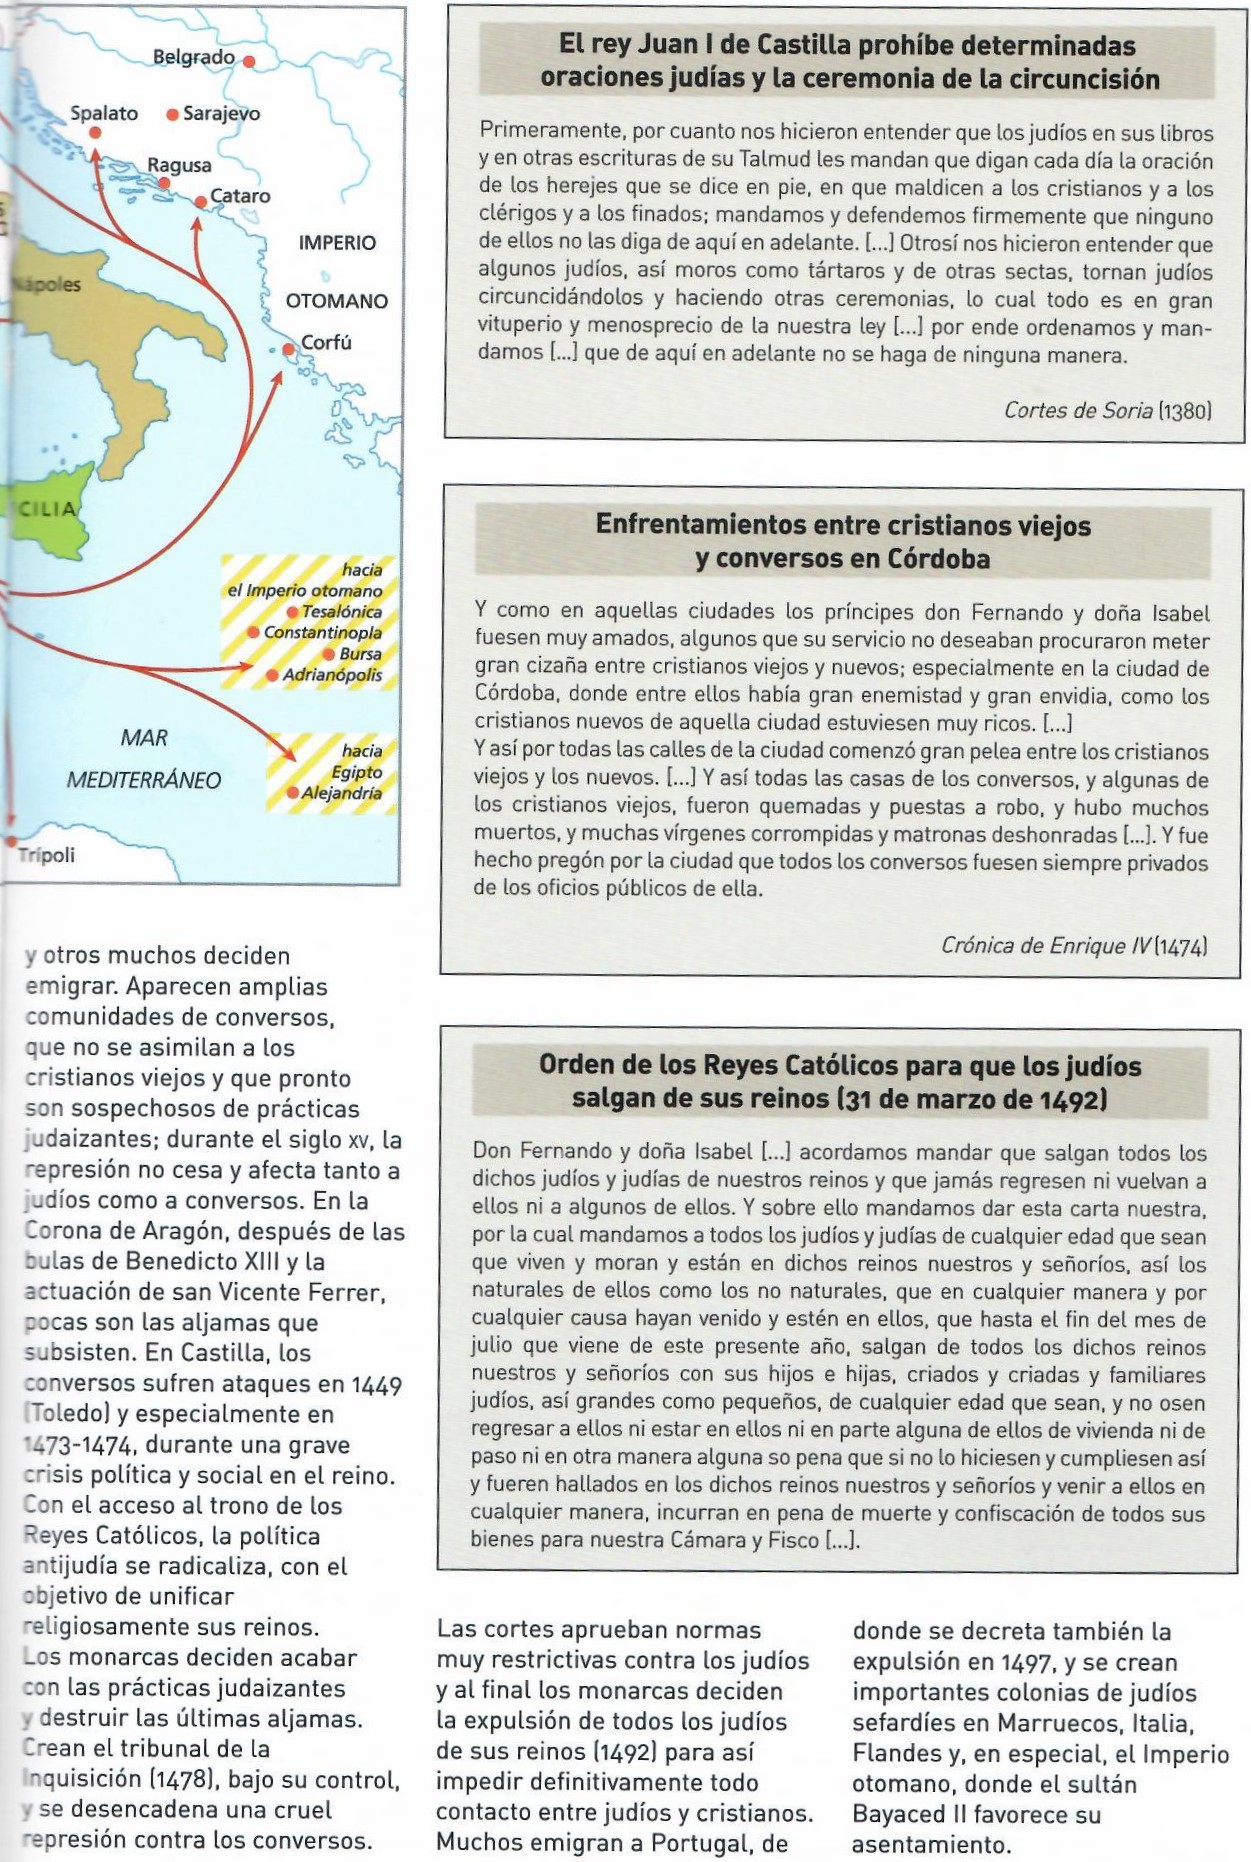 Belgrado
Spalato
Sarajevo
Ragusa
Cataro
IMPERIO
OTOMANO
Nápoles
Corfú
CILIA
hacia
el Imperio otomano
Tesalónica
Constantinopla
Bursa
Adrianópolis
MAR
MEDITERRÁNEO
hacia
Egipto
Alejandría
Trípoli
y otros muchos deciden
emigrar. Aparecen amplias
comunidades de conversos,
que no se asimilan a los
cristianos viejos y que pronto
son sospechosos de prácticas
judaizantes; durante el siglo XV, la
represión no cesa y afecta tanto a
judíos como a conversos. En la
Corona de Aragón, después de las
bulas de Benedicto XIII y la
actuación de san Vicente Ferrer,
pocas son las aljamas que
subsisten. En Castilla, los
conversos sufren ataques en 1449
(Toledo) y especialmente en
1473-1474, durante una grave
crisis política y social en el reino.
Con el acceso al trono de los
Reyes Católicos, la política
antijudía se radicaliza, con el
objetivo de unificar
religiosamente sus reinos.
Los monarcas deciden acabar
con las prácticas judaizantes
y destruir las últimas aljamas.
Crean el tribunal de la
Inquisición (1478), bajo su control,
y se desencadena una cruel
represión contra los conversos.
El rey Juan I de Castilla prohíbe determinadas
oraciones judías y la ceremonia de la circuncisión
Primeramente, por cuanto nos hicieron entender que los judíos en sus libros
y en otras escrituras de su Talmud les mandan que digan cada día la oración
de los herejes que se dice en pie, en que maldicen a los cristianos y a los
clérigos y a los finados; mandamos y defendemos firmemente que ninguno
de ellos no las diga de aquí en adelante. [...] Otrosí nos hicieron entender que
algunos judíos, así moros como tártaros y de otras sectas, tornan judíos
circuncidándolos y haciendo otras ceremonias, lo cual todo es en gran
vituperio y menosprecio de la nuestra ley [...] por ende ordenamos y man-
damos [...] que de aquí en adelante no se haga de ninguna manera.
Cortes de Soria (1380)
Enfrentamientos entre cristianos viejos
y conversos en Córdoba
Y como en aquellas ciudades los príncipes don Fernando y doña Isabel
fuesen muy amados, algunos que su servicio no deseaban procuraron meter
gran cizaña entre cristianos viejos y nuevos; especialmente en la ciudad de
Córdoba, donde entre ellos había gran enemistad y gran envidia, como los
cristianos nuevos de aquella ciudad estuviesen muy ricos. [...]
Y así por todas las calles de la ciudad comenzó gran pelea entre los cristianos
viejos y los nuevos. [...] Y así todas las casas de los conversos, y algunas de
los cristianos viejos, fueron quemadas y puestas a robo, y hubo muchos
muertos, y muchas vírgenes corrompidas y matronas deshonradas [...]. Y fue
hecho pregón por la ciudad que todos los conversos fuesen siempre privados
de los oficios públicos de ella.
Crónica de Enrique IV (1474)
Orden de los Reyes Católicos para que los judíos
salgan de sus reinos (31 de marzo de 1492)
Don Fernando y doña Isabel [...] acordamos mandar que salgan todos los
dichos judíos y judías de nuestros reinos y que jamás regresen ni vuelvan a
ellos ni a algunos de ellos. Y sobre ello mandamos dar esta carta nuestra,
por la cual mandamos a todos los judíos y judías de cualquier edad que sean
que viven y moran y están en dichos reinos nuestros y señoríos, así los
naturales de ellos como los no naturales, que en cualquier manera y por
cualquier causa hayan venido y estén en ellos, que hasta el fin del mes de
julio que viene de este presente año, salgan de todos los dichos reinos
nuestros y señoríos con sus hijos e hijas, criados y criadas y familiares
judíos, así grandes como pequeños, de cualquier edad que sean, y no osen
regresar a ellos ni estar en ellos ni en parte alguna de ellos de vivienda ni de
paso ni en otra manera alguna so pena que si no lo hiciesen y cumpliesen así
y fueren hallados en los dichos reinos nuestros y señoríos y venir a ellos en
cualquier manera, incurran en pena de muerte y confiscación de todos sus
bienes para nuestra Cámara y Fisco [...].
Las cortes aprueban normas
muy restrictivas contra los judíos
y al final los monarcas deciden
la expulsión de todos los judíos
de sus reinos (1492) para así
impedir definitivamente todo
contacto entre judíos y cristianos.
Muchos emigran a Portugal, de
donde se decreta también la
expulsión en 1497, y se crean
importantes colonias de judíos
sefardíes en Marruecos, Italia,
Flandes y, en especial, el Imperio
otomano, donde el sultán
Bayaced II favorece su
asentamiento.